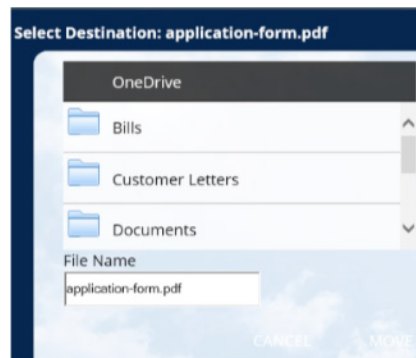 Select Destination: application-form.pdf
OneDrive
Bills
Customer Letters
Documents
File Name
application-form.pdf
CANCEL MOVE